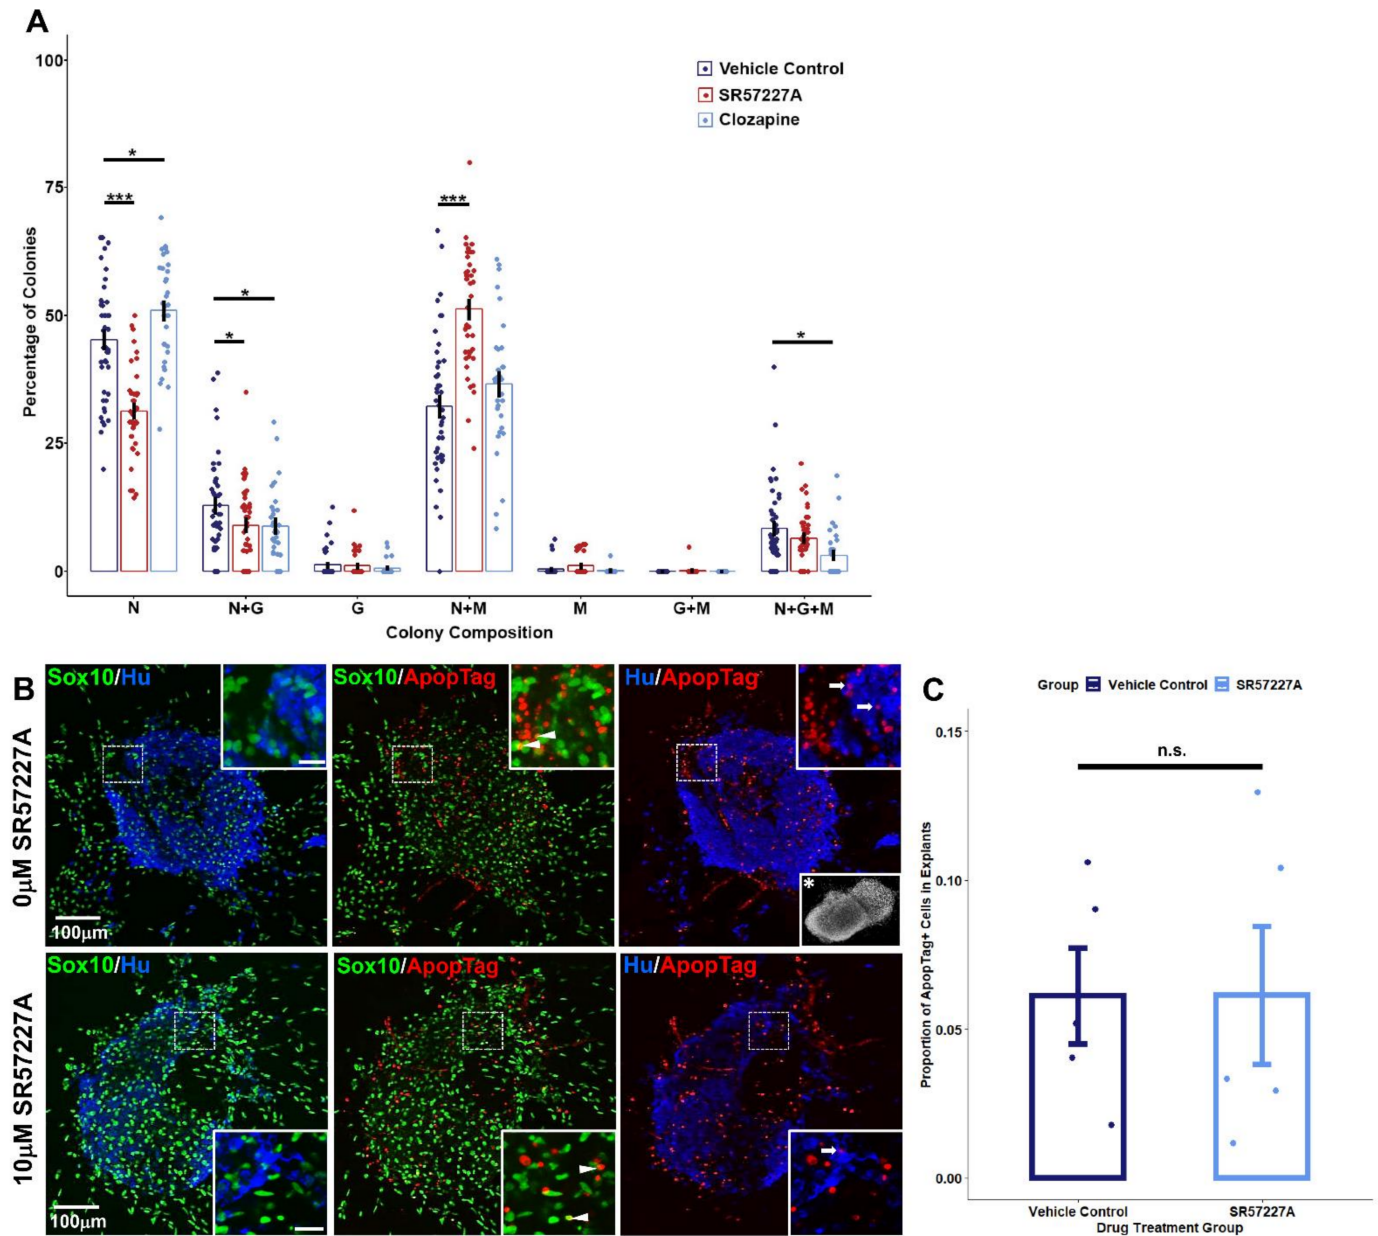 A
100
75
50
25
0
Percentage of Colonies
Vehicle Control
SR57227A
Clozapine
*
***
*
*
***
*
N N+G G N+M M G+M N+G+M
Colony Composition
B
0µM SR57227A
Sox10/Hu
100µm
Sox10/ApopTag
Hu/ApopTag
*
10µM SR57227A
Sox10/Hu
100µm
Sox10/ApopTag
Hu/ApopTag
C
Group Vehicle Control SR57227A
n.s.
0.15
0.10
0.05
0.00
Proportion of ApopTag+ Cells in Explants
Vehicle Control SR57227A
Drug Treatment Group